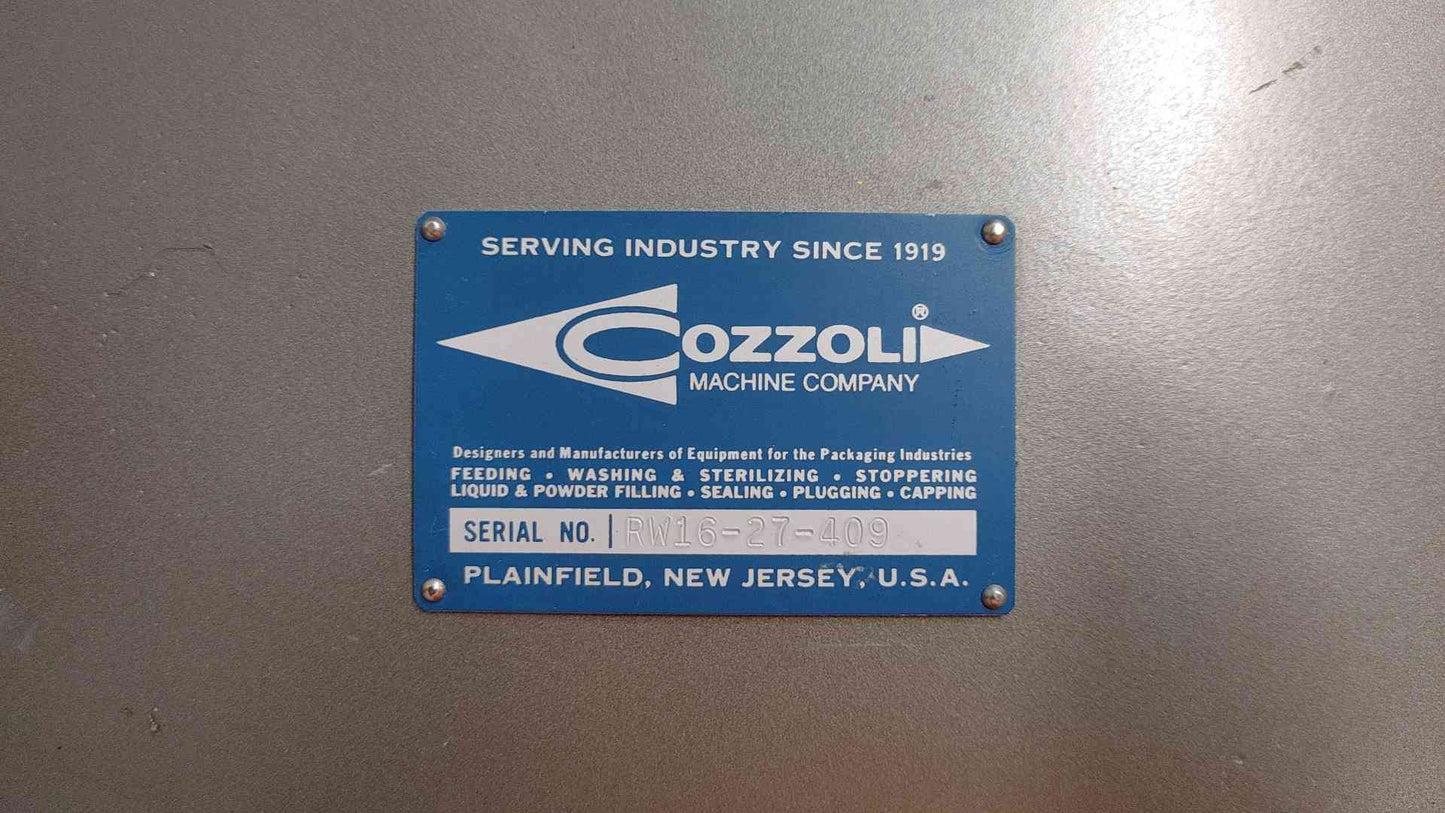 SERVING INDUSTRY SINCE 1919
COZZOLI®
MACHINE COMPANY
Designers and Manufacturers of Equipment for the Packaging Industries
FEEDING • WASHING & STERILIZING • STOPPERING
LIQUID & POWDER FILLING • SEALING • PLUGGING • CAPPING
SERIAL NO. RW16-27-409
PLAINFIELD, NEW JERSEY, U.S.A.